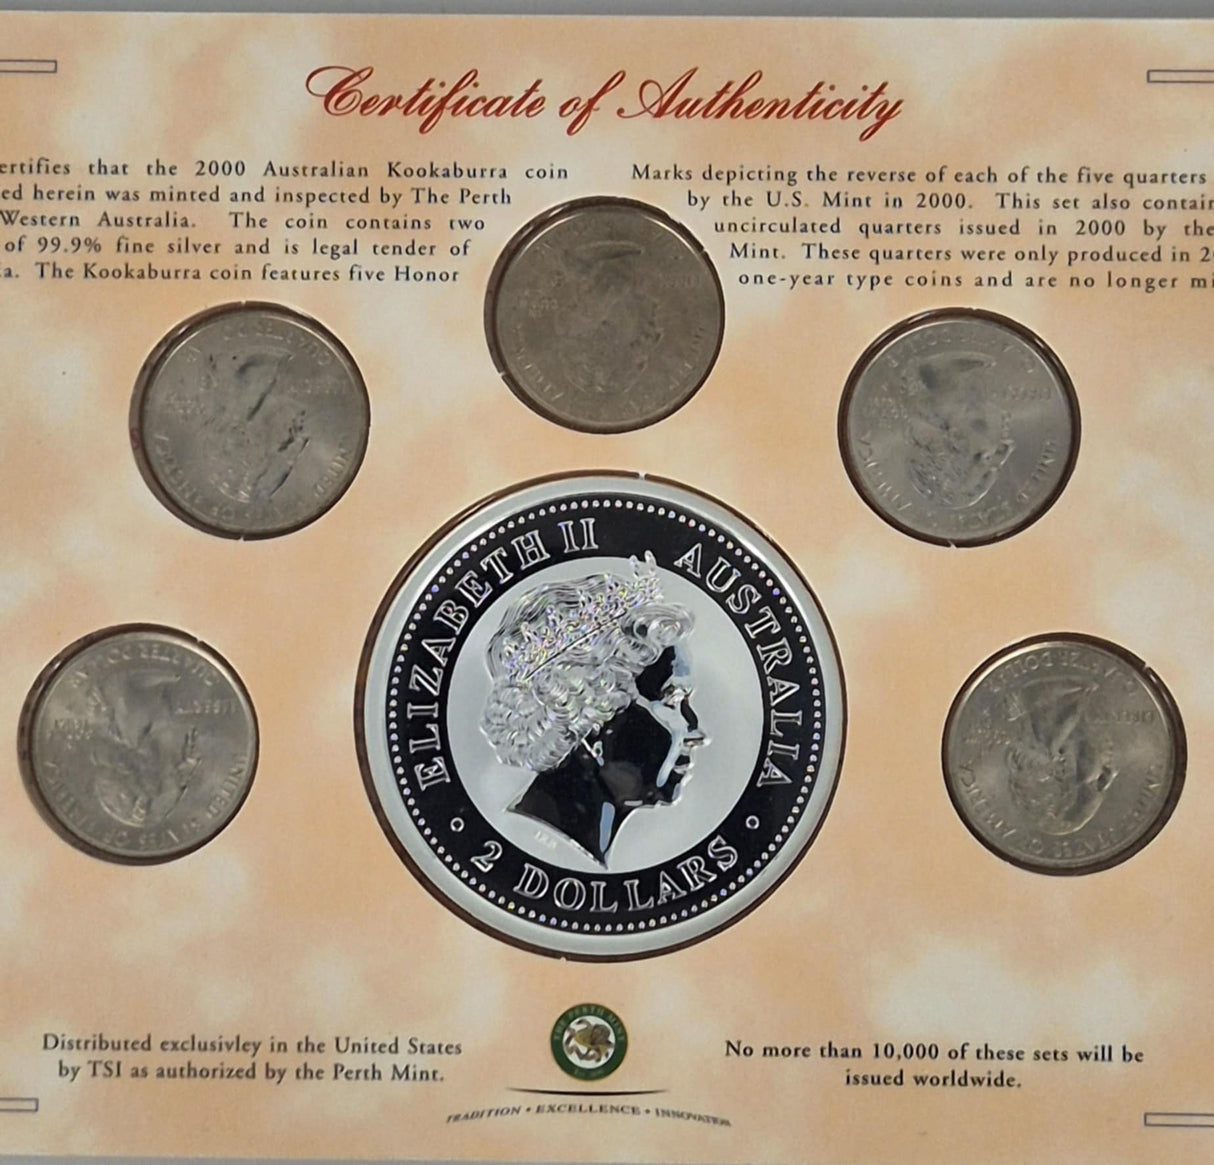 Certificate of Authenticity
ertifies that the 2000 Australian Kookaburra coin
ed herein was minted and inspected by The Perth
Western Australia. The coin contains two
of 99.9% fine silver and is legal tender of
a. The Kookaburra coin features five Honor
Marks depicting the reverse of each of the five quarters
by the U.S. Mint in 2000. This set also contain
uncirculated quarters issued in 2000 by the
Mint. These quarters were only produced in 2
one-year type coins and are no longer mi
ELIZABETH II AUSTRALIA
2 DOLLARS
Distributed exclusivley in the United States
by TSI as authorized by the Perth Mint.
THE PERTH MINT
TRADITION • EXCELLENCE • INNOVATION
No more than 10,000 of these sets will be
issued worldwide.